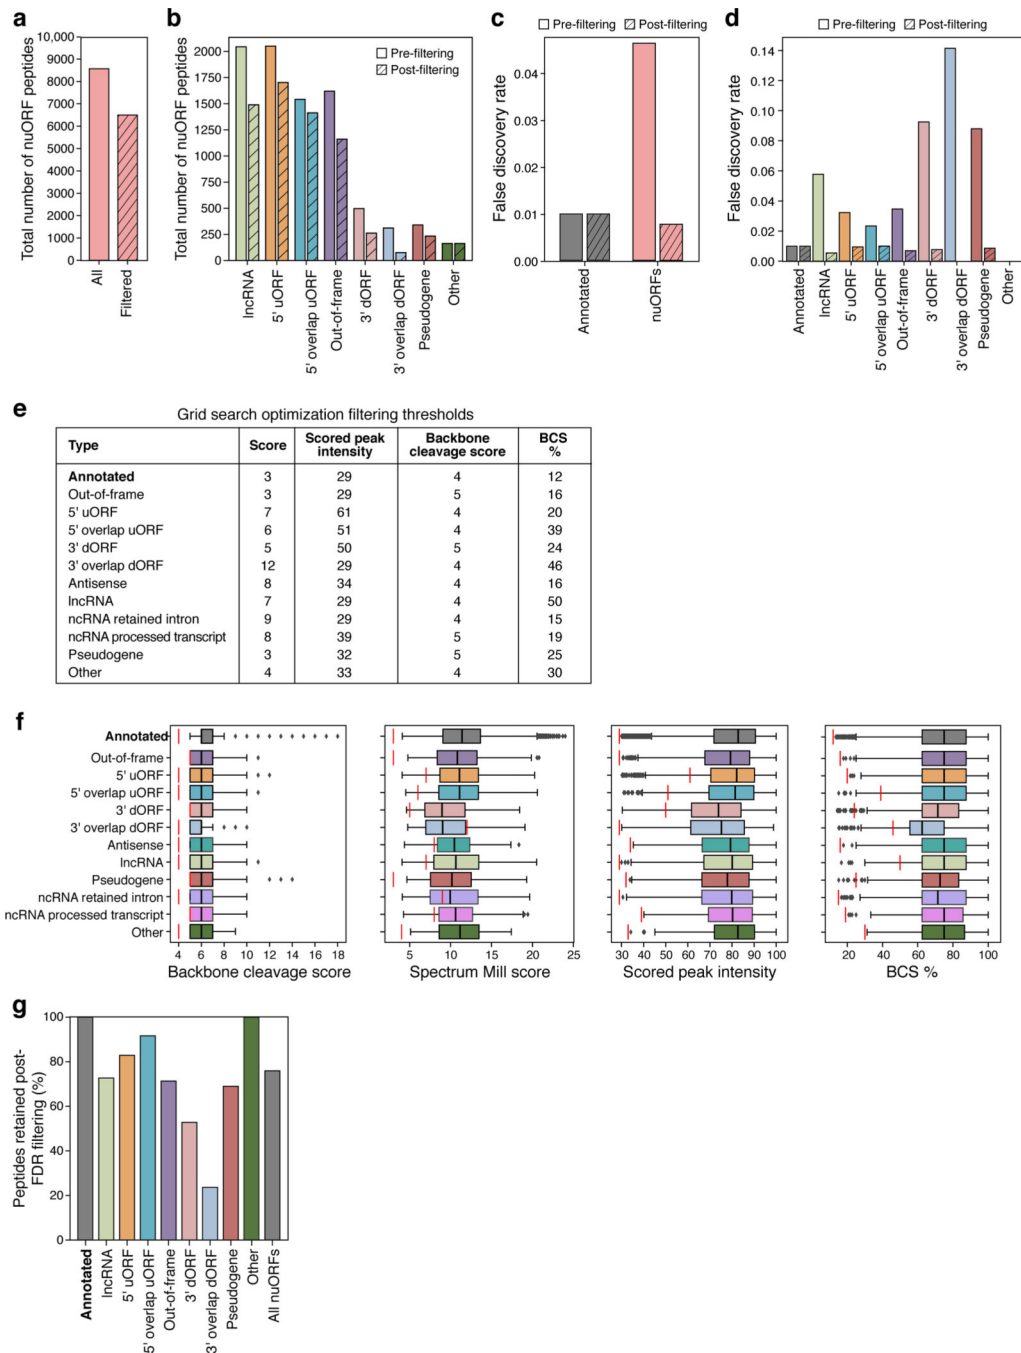 a
Total number of nuORF peptides
10,000
9000
8000
7000
6000
5000
4000
3000
2000
1000
0
All
Filtered
b
Total number of nuORF peptides
2000
1750
1500
1250
1000
750
500
250
0
Pre-filtering
Post-filtering
lncRNA
5' uORF
5' overlap uORF
Out-of-frame
3' dORF
3' overlap dORF
Pseudogene
Other
c
Pre-filtering Post-filtering
False discovery rate
0.04
0.03
0.02
0.01
0.00
Annotated
nuORFs
d
Pre-filtering Post-filtering
False discovery rate
0.14
0.12
0.10
0.08
0.06
0.04
0.02
0.00
Annotated
lncRNA
5' uORF
5' overlap uORF
Out-of-frame
3' dORF
3' overlap dORF
Pseudogene
Other
e
Grid search optimization filtering thresholds
Type Score Scored peak intensity Backbone cleavage score BCS %
Annotated 3 29 4 12
Out-of-frame 3 29 5 16
5' uORF 7 61 4 20
5' overlap uORF 6 51 4 39
3' dORF 5 50 5 24
3' overlap dORF 12 29 4 46
Antisense 8 34 4 16
lncRNA 7 29 4 50
ncRNA retained intron 9 29 4 15
ncRNA processed transcript 8 39 5 19
Pseudogene 3 32 5 25
Other 4 33 4 30
f
Annotated
Out-of-frame
5' uORF
5' overlap uORF
3' dORF
3' overlap dORF
Antisense
lncRNA
Pseudogene
ncRNA retained intron
ncRNA processed transcript
Other
4 6 8 10 12 14 16 18
Backbone cleavage score
5 10 15 20 25
Spectrum Mill score
30 40 50 60 70 80 90 100
Scored peak intensity
20 40 60 80 100
BCS %
g
Peptides retained post-
FDR filtering (%)
100
80
60
40
20
0
Annotated
lncRNA
5' uORF
5' overlap uORF
Out-of-frame
3' dORF
3' overlap dORF
Pseudogene
Other
All nuORFs